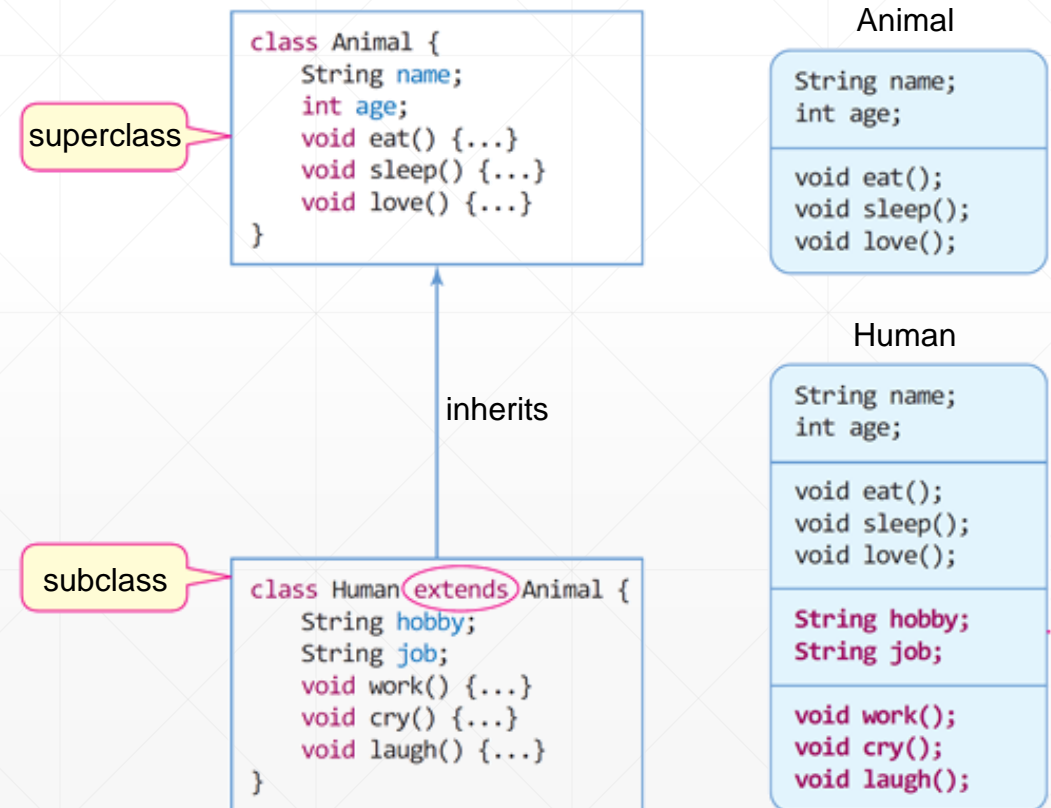 superclass
class Animal {
String name;
int age;
void eat() {...}
void sleep() {...}
void love() {...}
}
inherits
subclass
class Human extends Animal {
String hobby;
String job;
void work() {...}
void cry() {...}
void laugh() {...}
}
Animal
String name;
int age;
void eat();
void sleep();
void love();
Human
String name;
int age;
void eat();
void sleep();
void love();
String hobby;
String job;
void work();
void cry();
void laugh();